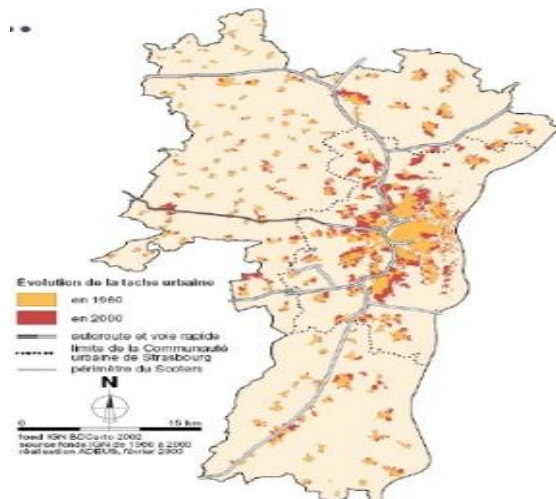 Évolution de la tache urbaine
en 1960
en 2000
autoroute et voie rapide
limite de la Communauté
urbaine de Strasbourg
périmètre du Scoters
N
0 15 km
fond IGN BDCarto 2002
source fonds IGN de 1960 à 2000
réalisation ADEUS, février 2003